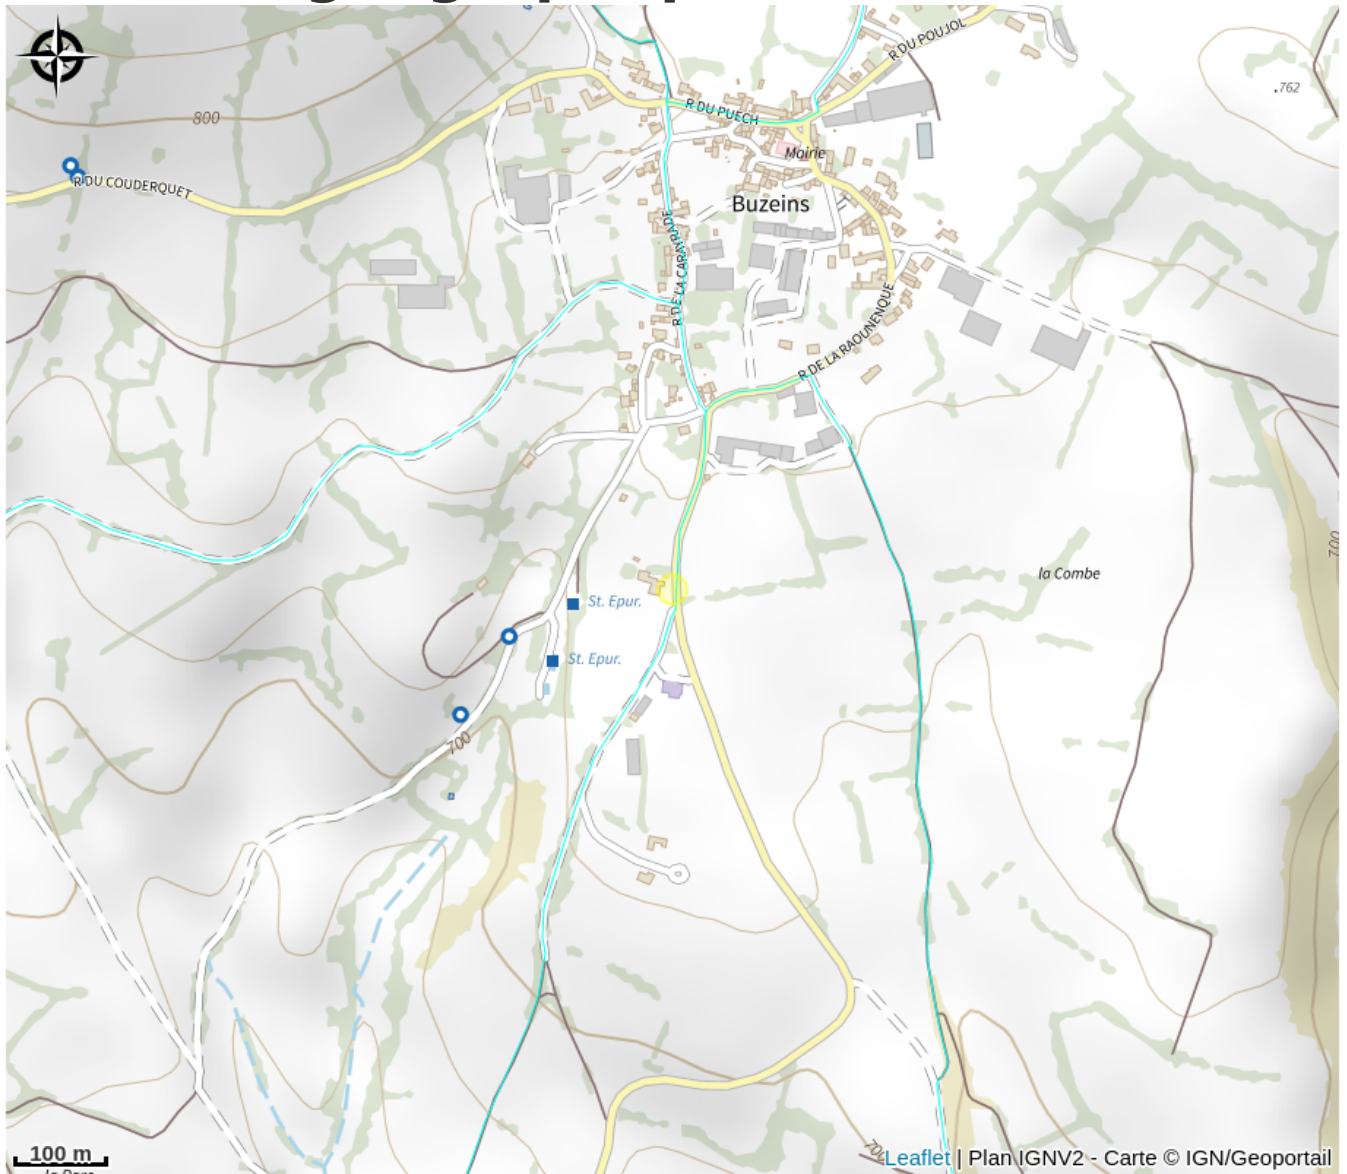 R DU POUJOL
.762
800
R DU PUECH
Mairie
R DU COUDERQUET
Buzeins
R DE LA CARAYRADE
R DE LA RAOUNENQUE
700
la Combe
St. Epur.
St. Epur.
700
100 m
Leaflet | Plan IGNV2 - Carte © IGN/Geoportail